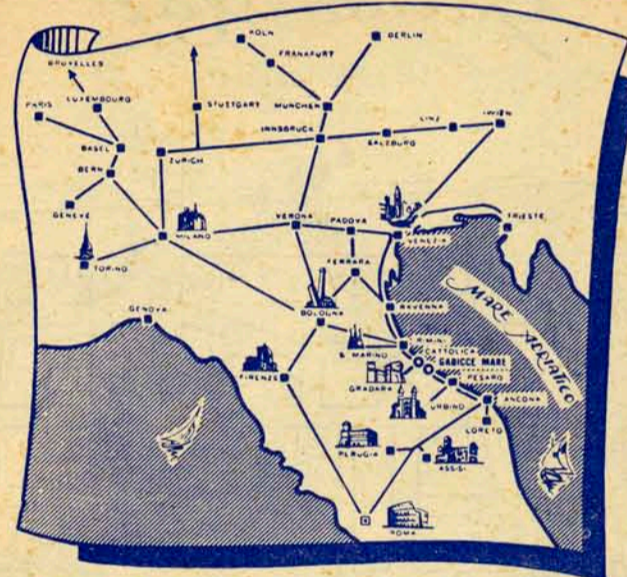 KÖLN
BERLIN
FRANKFURT
BRUXELLES
PARIS
LUXEMBOURG
STUTTGART
MUNCHEN
INNSBRUCK
LINZ
WIEN
SALZBURG
BASEL
ZURICH
BERN
GENEVE
MILANO
VERONA
PADOVA
VENEZIA
TRIESTE
TORINO
FERRARA
RAVENNA
MARE ADRIATICO
GENOVA
BOLOGNA
RIMINI
S. MARINO
CATTOLICA
GABICCE MARE
FIRENZE
GRADARA
PESARO
URBINO
ANCONA
LORETO
PERUGIA
ASSISI
ROMA